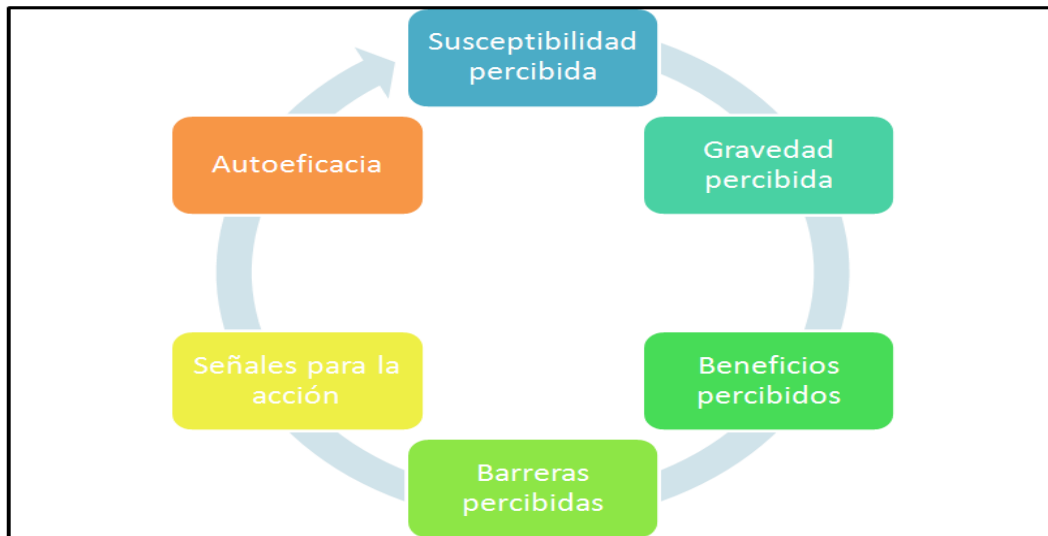 Susceptibilidad
percibida
Gravedad
percibida
Beneficios
percibidos
Barreras
percibidas
Señales para la
acción
Autoeficacia